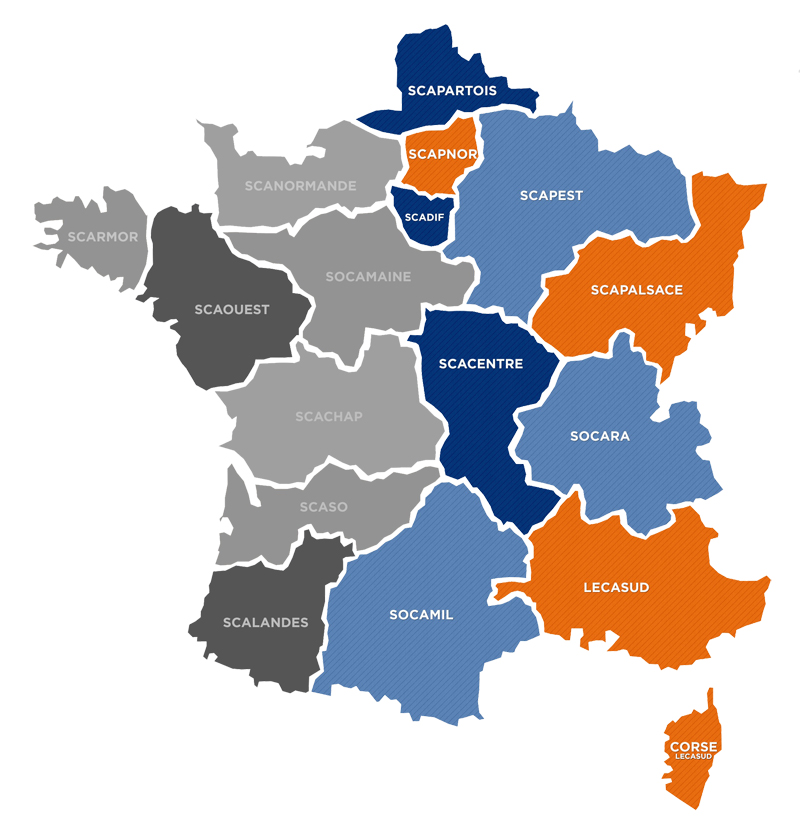 SCAPARTOIS
SCAPNOR
SCANORMANDE
SCAPEST
SCADIF
SCARMOR
SOCAMAINE
SCAPALSACE
SCAOUEST
SCACENTRE
SCACHAP
SOCARA
SCASO
LECASUD
SOCAMIL
SCALANDES
CORSE
LECASUD